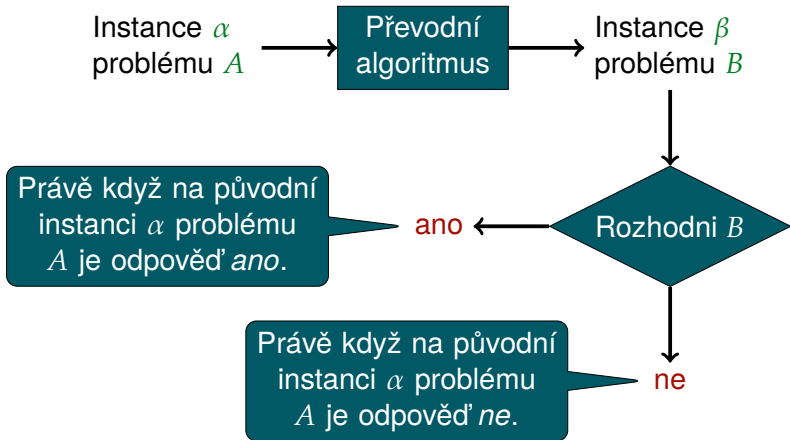 Instance α
problému A
Převodní
algoritmus
Instance β
problému B
Právě když na původní
instanci α problému
A je odpověď ano.
ano
Rozhodni B
Právě když na původní
instanci α problému
A je odpověď ne.
ne